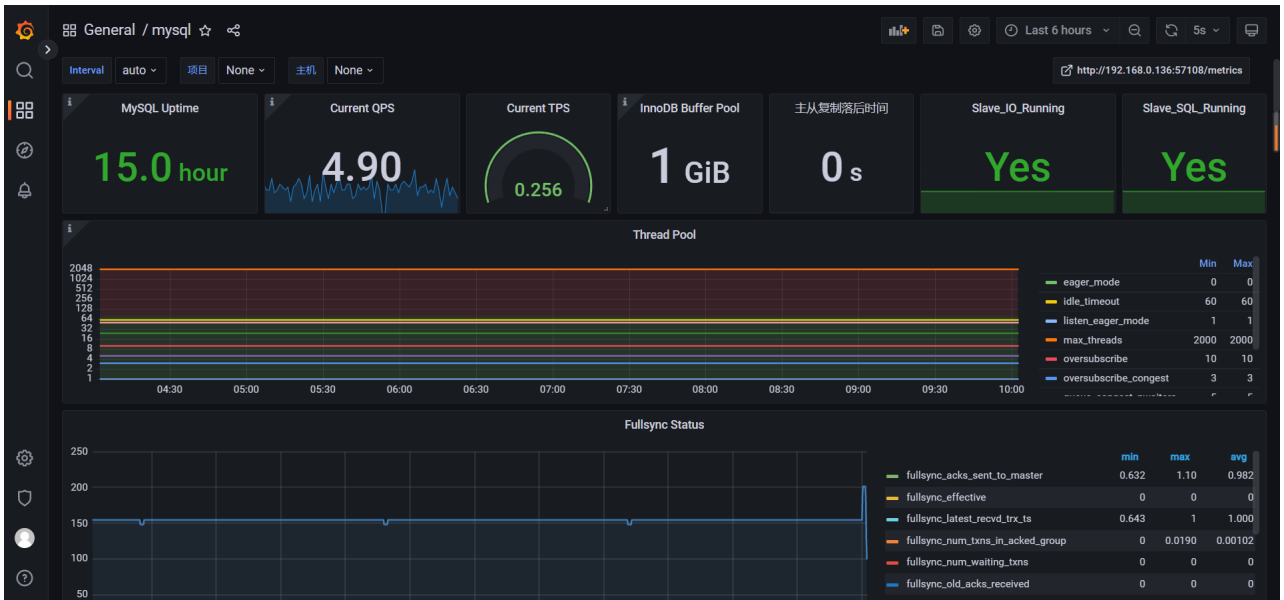 General / mysql
Last 6 hours
5s
Interval auto 项目 None 主机 None
http://192.168.0.136:57108/metrics
MySQL Uptime
15.0 hour
Current QPS
4.90
Current TPS
0.256
InnoDB Buffer Pool
1 GiB
主从复制落后时间
0 s
Slave_IO_Running
Yes
Slave_SQL_Running
Yes
Thread Pool
2048
1024
512
256
128
64
32
16
8
4
2
1
04:30 05:00 05:30 06:00 06:30 07:00 07:30 08:00 08:30 09:00 09:30 10:00
Min Max
eager_mode 0 0
idle_timeout 60 60
listen_eager_mode 1 1
max_threads 2000 2000
oversubscribe 10 10
oversubscribe_congest 3 3
Fullsync Status
250
200
150
100
50
min max avg
fullsync_acks_sent_to_master 0.632 1.10 0.982
fullsync_effective 0 0 0
fullsync_latest_recvd_trx_ts 0.643 1 1.000
fullsync_num_txns_in_acked_group 0 0.0190 0.00102
fullsync_num_waiting_txns 0 0 0
fullsync_old_acks_received 0 0 0